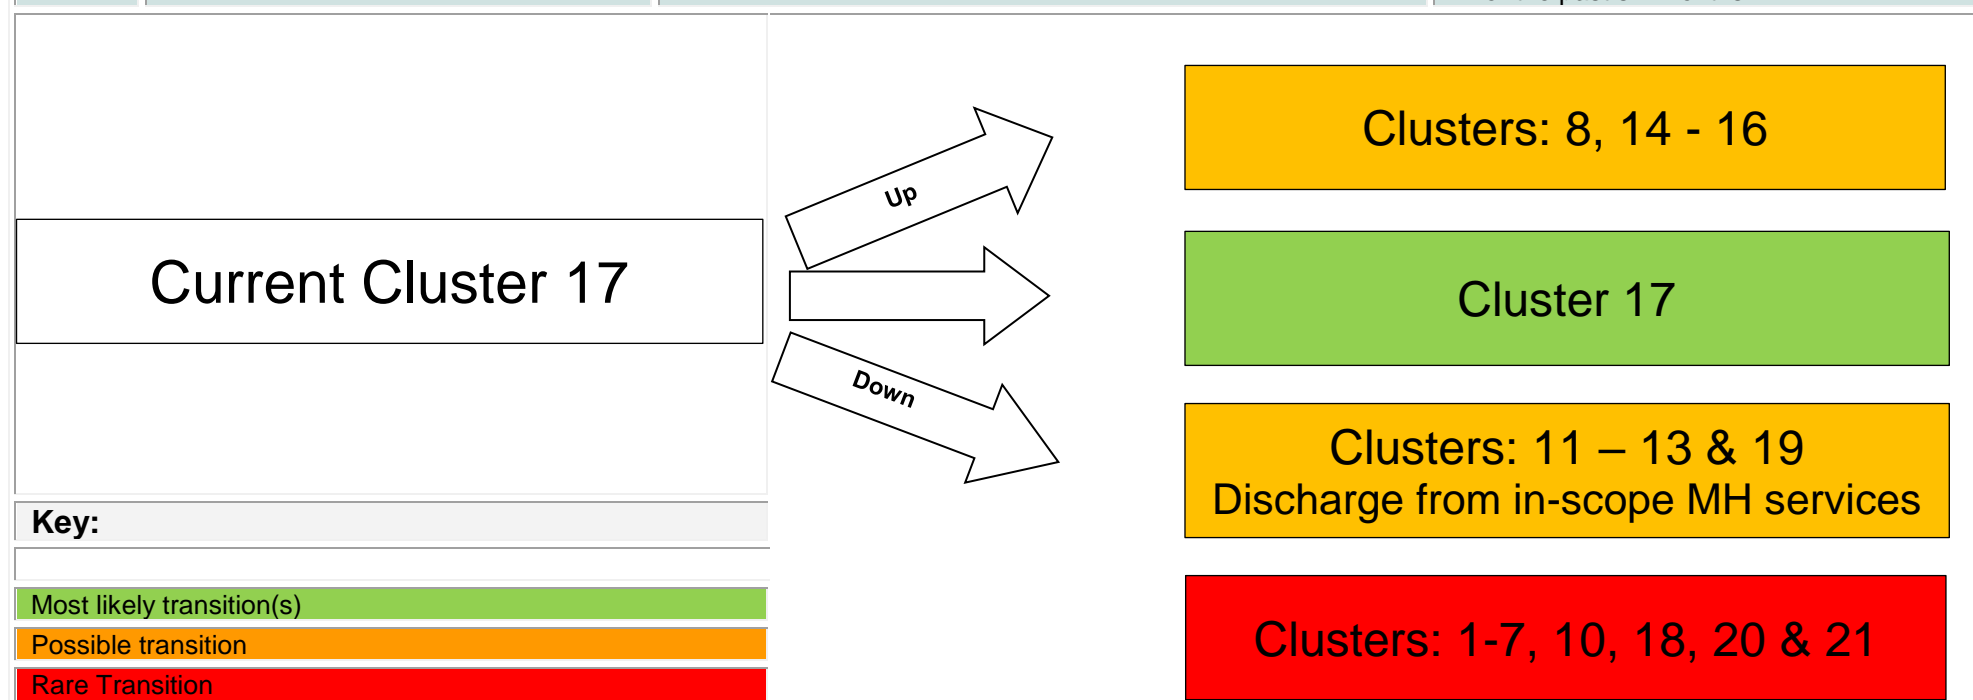 Current Cluster 17
Up
Down
Clusters: 8, 14 - 16
Cluster 17
Clusters: 11 – 13 & 19
Discharge from in-scope MH services
Clusters: 1-7, 10, 18, 20 & 21
Key:
Most likely transition(s)
Possible transition
Rare Transition